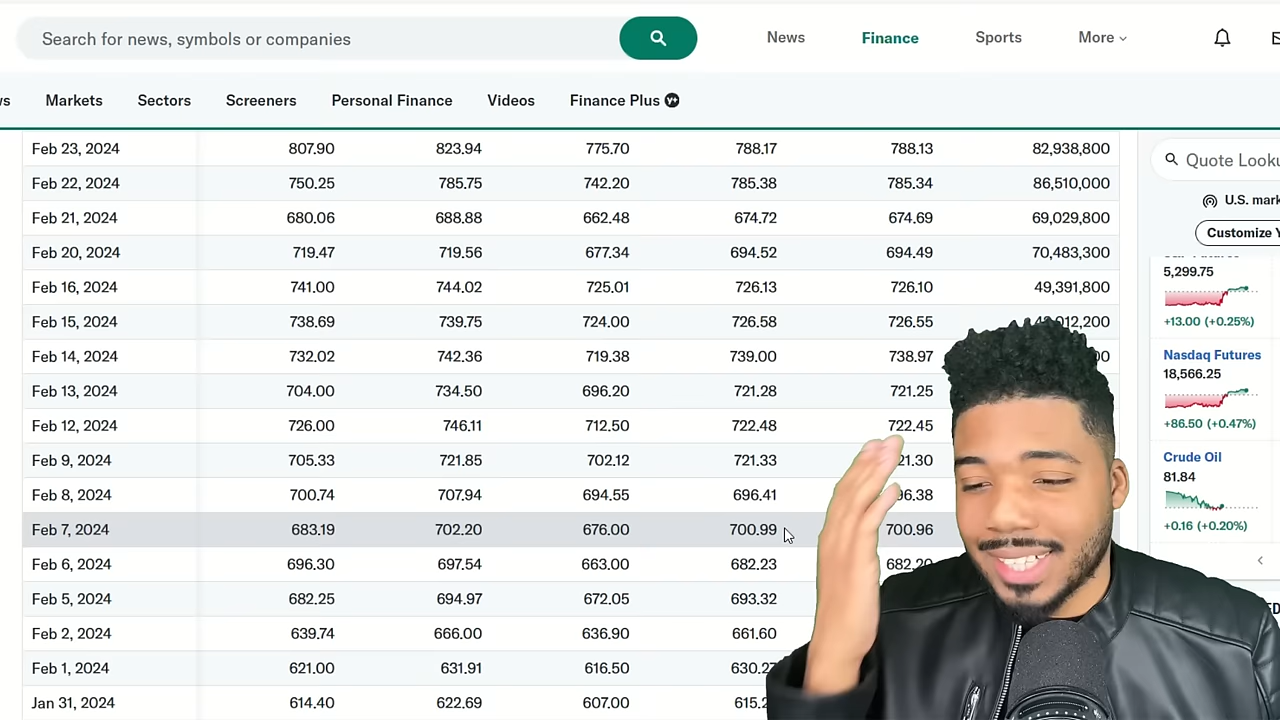 Search for news, symbols or companies News Finance Sports More
Markets Sectors Screeners Personal Finance Videos Finance Plus
Feb 23, 2024 807.90 823.94 775.70 788.17 788.13 82,938,800
Feb 22, 2024 750.25 785.75 742.20 785.38 785.34 86,510,000
Feb 21, 2024 680.06 688.88 662.48 674.72 674.69 69,029,800
Feb 20, 2024 719.47 719.56 677.34 694.52 694.49 70,483,300
Feb 16, 2024 741.00 744.02 725.01 726.13 726.10 49,391,800
Feb 15, 2024 738.69 739.75 724.00 726.58 726.55
Feb 14, 2024 732.02 742.36 719.38 739.00 738.97
Feb 13, 2024 704.00 734.50 696.20 721.28 721.25
Feb 12, 2024 726.00 746.11 712.50 722.48 722.45
Feb 9, 2024 705.33 721.85 702.12 721.33
Feb 8, 2024 700.74 707.94 694.55 696.41
Feb 7, 2024 683.19 702.20 676.00 700.99 700.96
Feb 6, 2024 696.30 697.54 663.00 682.23 682.20
Feb 5, 2024 682.25 694.97 672.05 693.32
Feb 2, 2024 639.74 666.00 636.90 661.60
Feb 1, 2024 621.00 631.91 616.50 630.27
Jan 31, 2024 614.40 622.69 607.00
Quote
U.S.
Customize
5,299.75
+13.00 (+0.25%)
Nasdaq Futures
18,566.25
+86.50 (+0.47%)
Crude Oil
81.84
+0.16 (+0.20%)